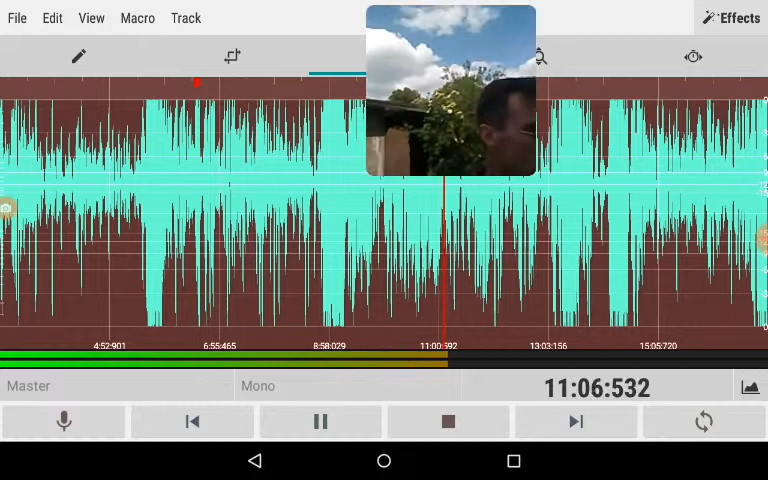 File Edit View Macro Track Effects
4:52:901 6:55:465 8:58:029 11:00:592 13:03:156 15:05:720
Master Mono 11:06:532